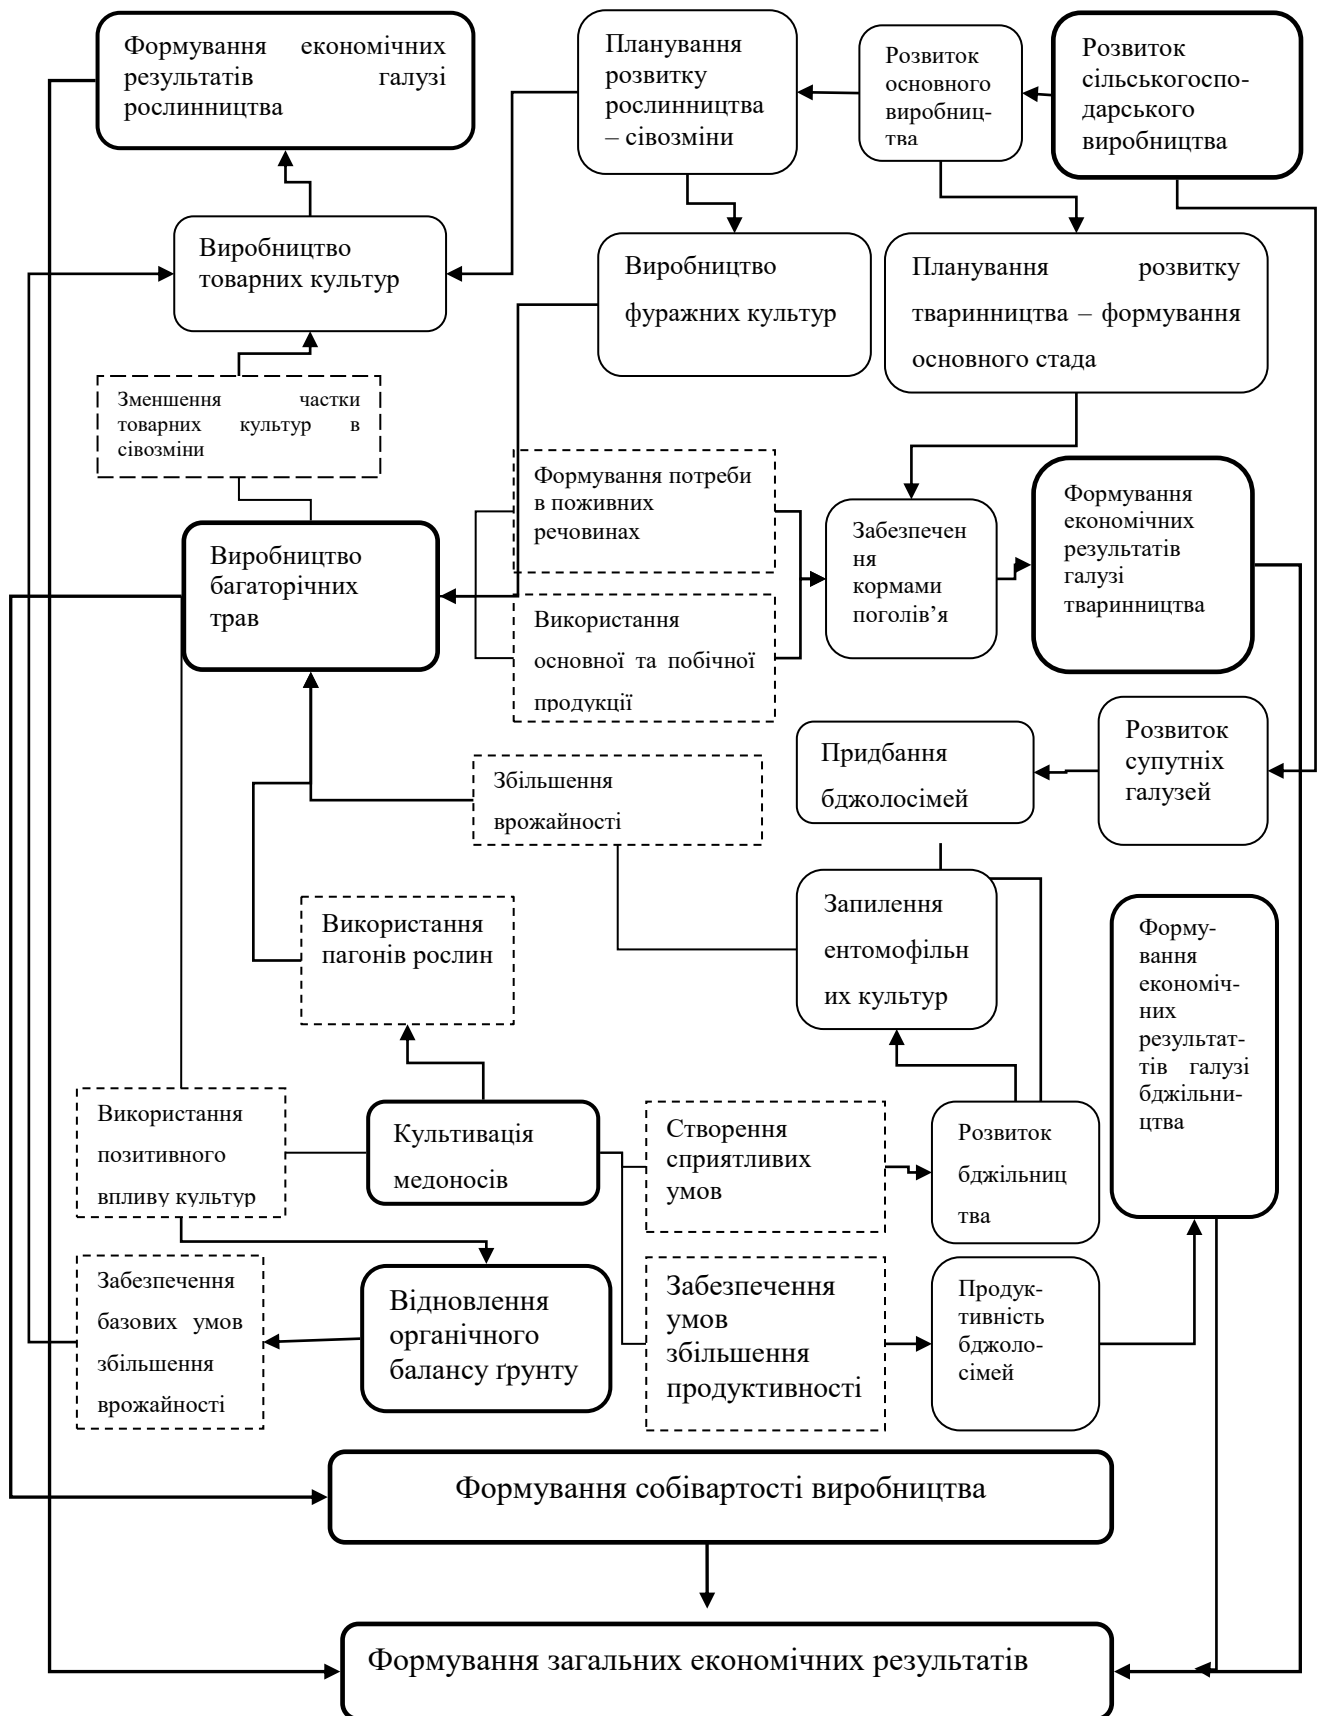 Формування економічних
результатів галузі
рослинництва
Планування
розвитку
рослинництва
– сівозміни
Розвиток
основного
виробниц-
тва
Розвиток
сільськогоспо-
дарського
виробництва
Виробництво
товарних культур
Виробництво
фуражних культур
Планування розвитку
тваринництва – формування
основного стада
Зменшення частки
товарних культур в
сівозміни
Формування потреби
в поживних
речовинах
Забезпечен
ня
кормами
поголів’я
Формування
економічних
результатів
галузі
тваринництва
Виробництво
багаторічних
трав
Використання
основної та побічної
продукції
Збільшення
врожайності
Придбання
бджолосімей
Розвиток
супутніх
галузей
Використання
пагонів рослин
Запилення
ентомофільн
их культур
Форму-
вання
економіч-
них
результат-
тів галузі
бджільни-
цтва
Використання
позитивного
впливу культур
Культивація
медоносів
Створення
сприятливих
умов
Розвиток
бджільниц
тва
Забезпечення
базових умов
збільшення
врожайності
Відновлення
органічного
балансу ґрунту
Забезпечення
умов
збільшення
продуктивності
Продук-
тивність
бджоло-
сімей
Формування собівартості виробництва
Формування загальних економічних результатів